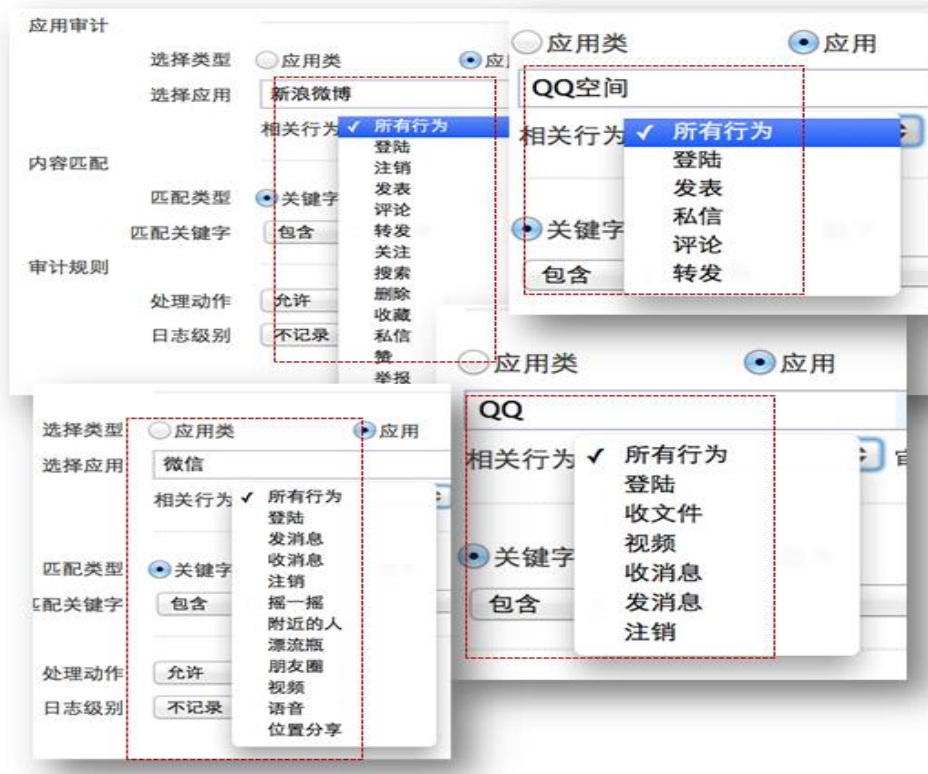 应用审计
选择类型 应用类 应
选择应用 新浪微博
相关行为 ✓ 所有行为
登陆
注销
发表
评论
转发
关注
搜索
删除
收藏
私信
赞
举报
内容匹配
匹配类型 关键字
匹配关键字 包含
审计规则
处理动作 允许
日志级别 不记录
应用类 应用
QQ空间
相关行为 ✓ 所有行为
登陆
发表
私信
评论
转发
关键字
包含
选择类型 应用类 应用
选择应用 微信
相关行为 ✓ 所有行为
登陆
发消息
收消息
注销
摇一摇
附近的人
漂流瓶
朋友圈
视频
语音
位置分享
匹配类型 关键字
匹配关键字 包含
处理动作 允许
日志级别 不记录
应用类 应用
QQ
相关行为 ✓ 所有行为
登陆
收文件
视频
收消息
发消息
注销
关键字
包含